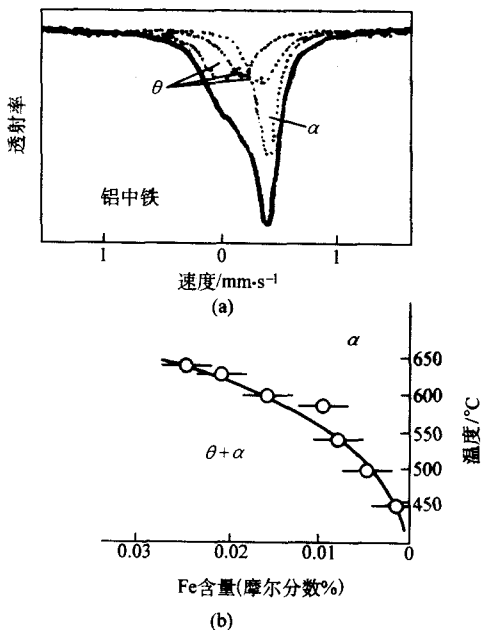 透射率
θ
α
铝中铁
1 0 1
速度/mm·s⁻¹
(a)
α
650
600
θ+α
550
500
450
温度/°C
0.03 0.02 0.01 0
Fe含量(摩尔分数%)
(b)